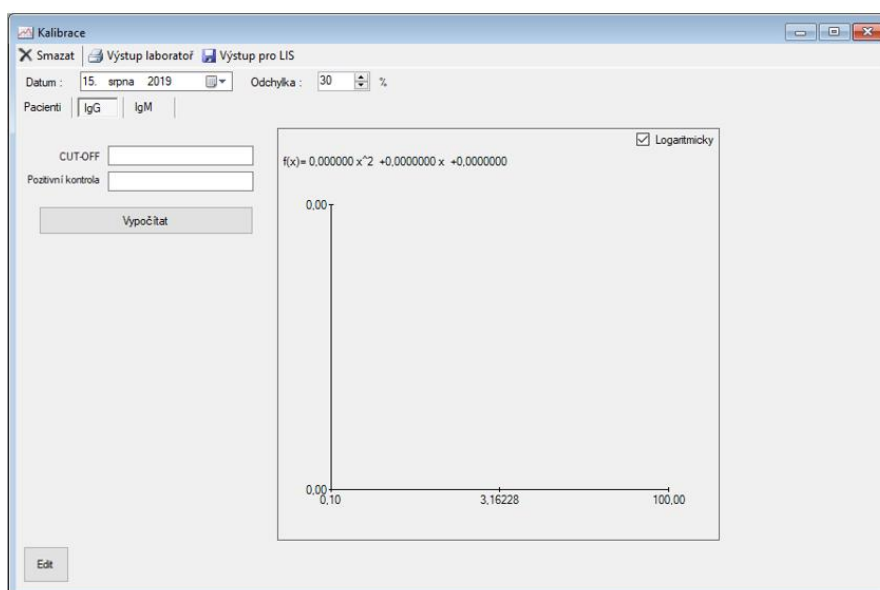 Kalibrace
Smazat Výstup laboratoř Výstup pro LIS
Datum : 15. srpna 2019 Odchylka : 30 %
Pacienti IgG IgM
Logaritmicky
CUT-OFF
f(x)= 0,000000 x^2 +0,0000000 x +0,0000000
Pozitivní kontrola
0,00
Vypočítat
0,00
0,10 3,16228 100,00
Edit